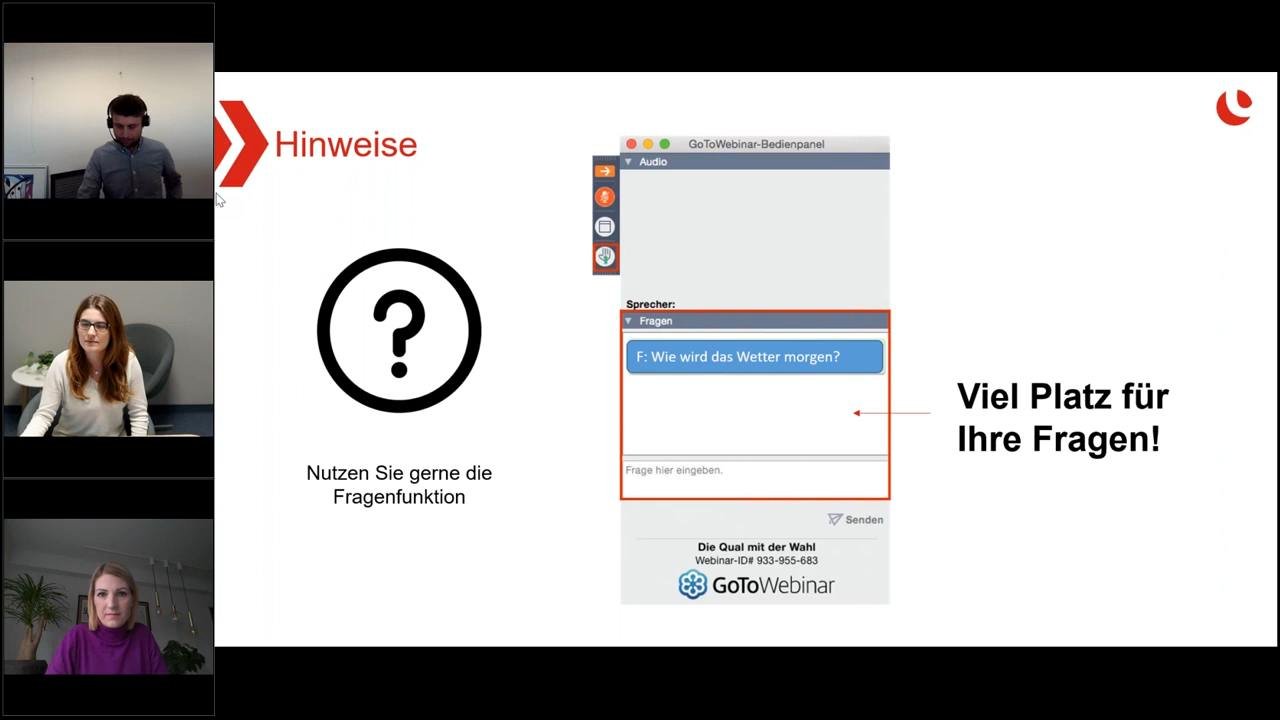 Hinweise
Nutzen Sie gerne die
Fragenfunktion
GoToWebinar-Bedienpanel
Audio
Sprecher:
Fragen
F: Wie wird das Wetter morgen?
Frage hier eingeben.
Senden
Die Qual mit der Wahl
Webinar-ID# 933-955-683
GoToWebinar
Viel Platz für
Ihre Fragen!